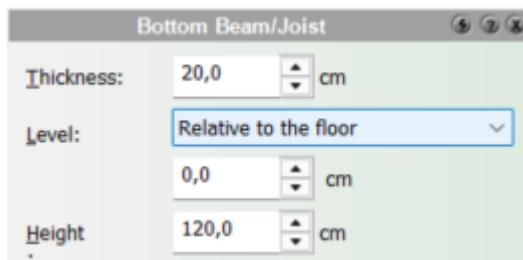 Bottom Beam/Joist
Thickness: 20,0 cm
Level: Relative to the floor
0,0 cm
Height 120,0 cm